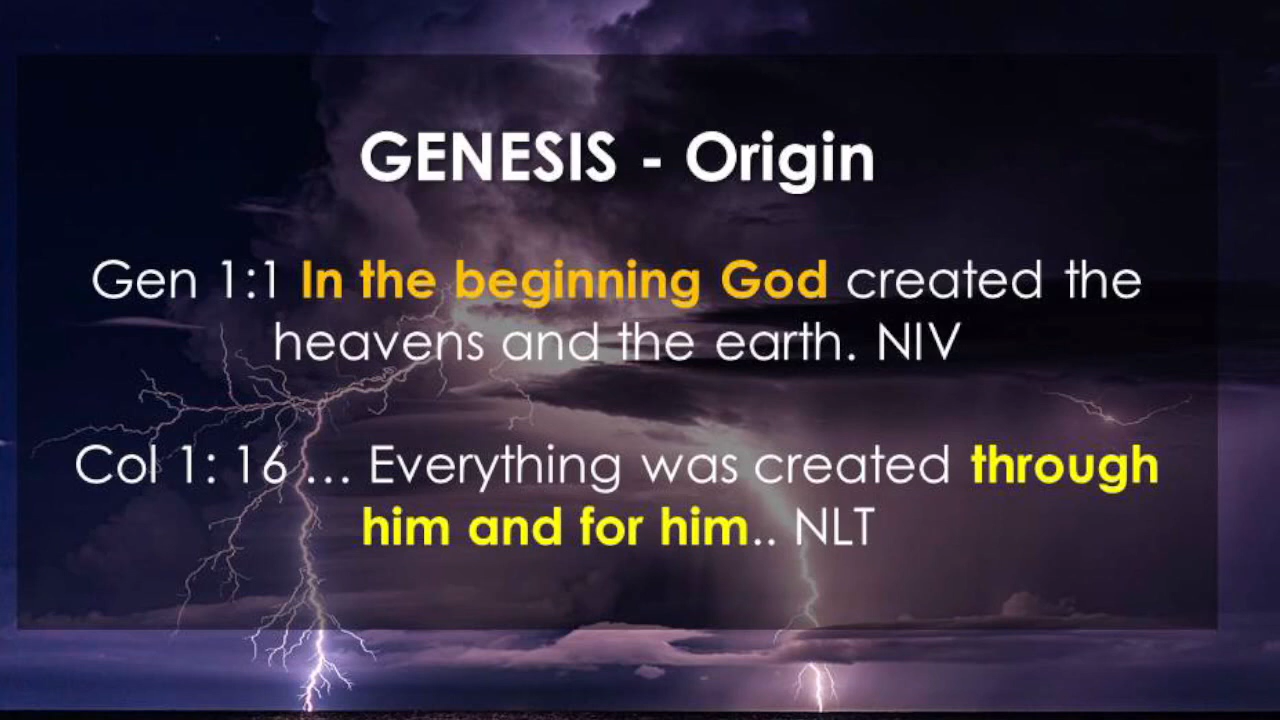 GENESIS - Origin
Gen 1:1 In the beginning God created the
heavens and the earth. NIV
Col 1: 16 ... Everything was created through
him and for him.. NLT